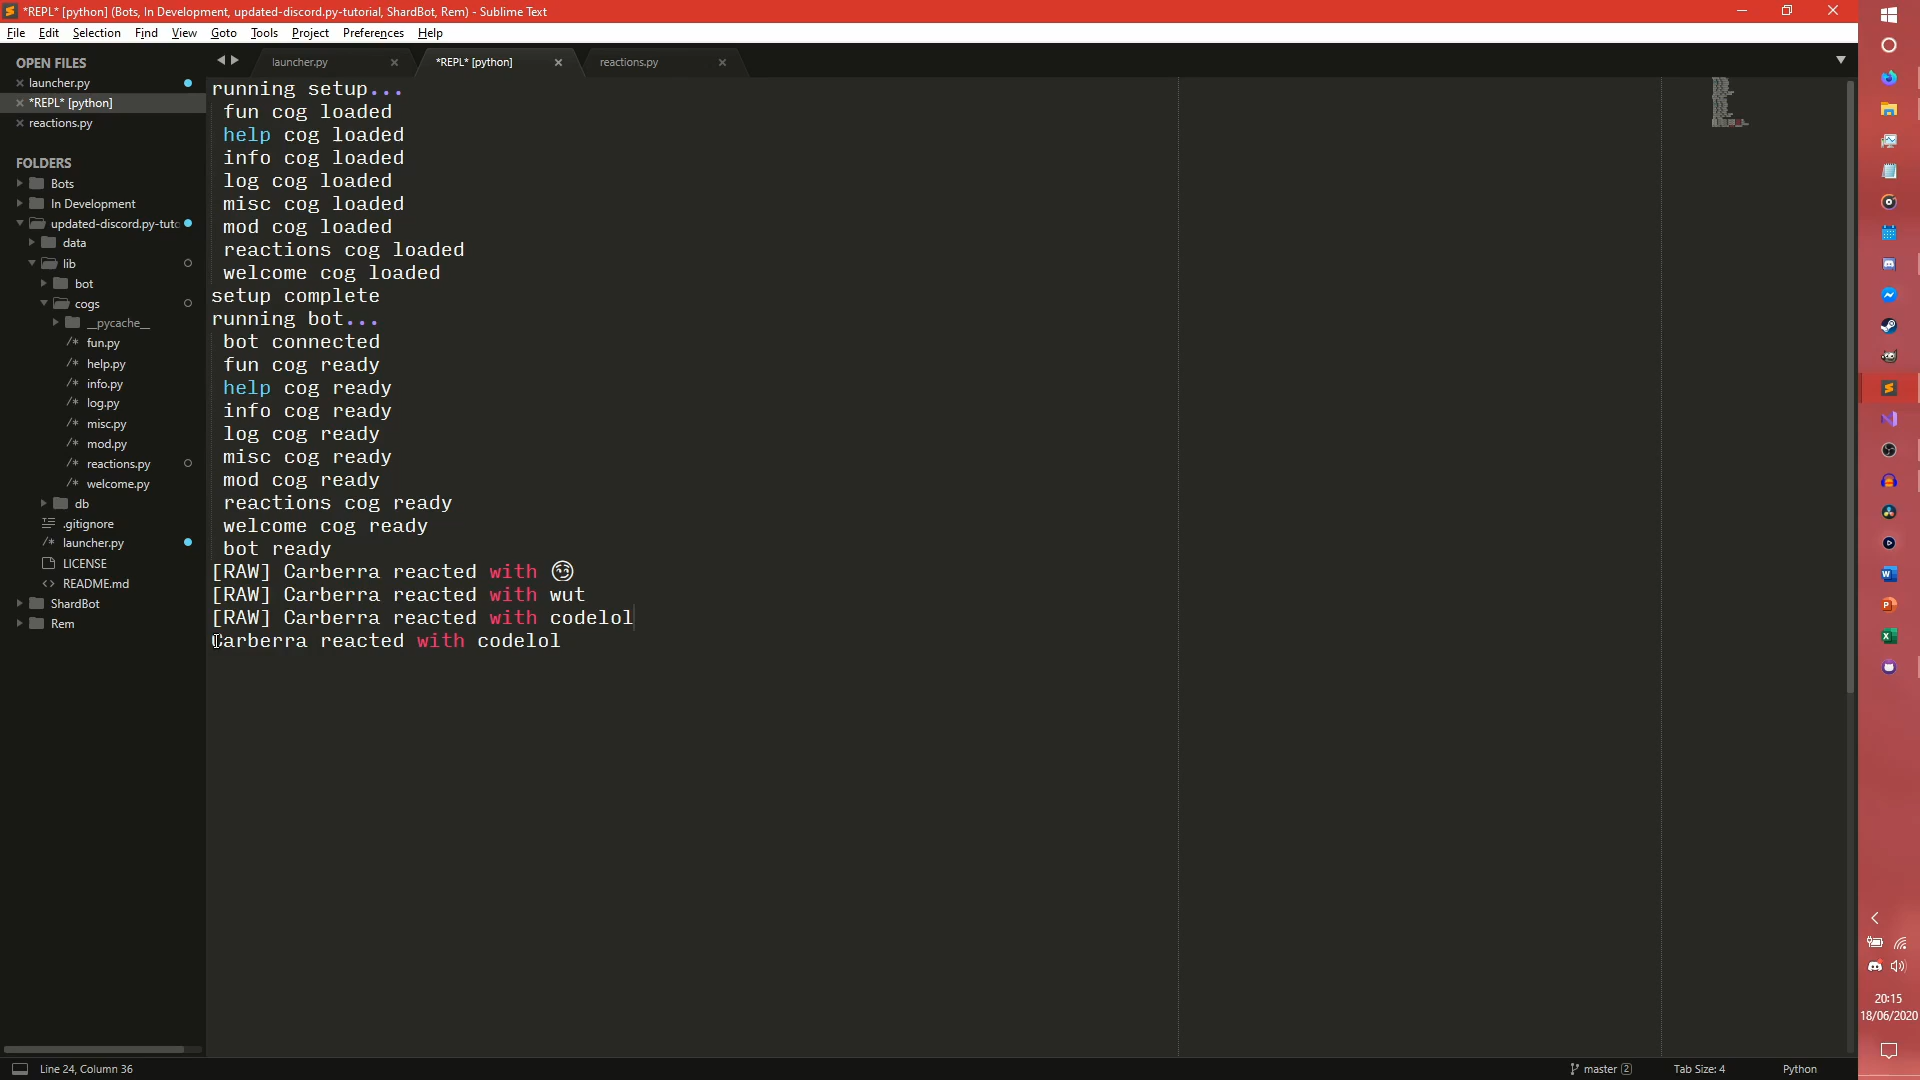 *REPL* [python] (Bots, In Development, updated-discord.py-tutorial, ShardBot, Rem) - Sublime Text
File Edit Selection Find View Goto Tools Project Preferences Help
OPEN FILES
launcher.py
*REPL* [python]
reactions.py
FOLDERS
Bots
In Development
updated-discord.py-tuto
data
lib
bot
cogs
__pycache__
/* fun.py
/* help.py
/* info.py
/* log.py
/* misc.py
/* mod.py
/* reactions.py
/* welcome.py
db
.gitignore
/* launcher.py
LICENSE
<> README.md
ShardBot
Rem
launcher.py
*REPL* [python]
reactions.py
running setup...
fun cog loaded
help cog loaded
info cog loaded
log cog loaded
misc cog loaded
mod cog loaded
reactions cog loaded
welcome cog loaded
setup complete
running bot...
bot connected
fun cog ready
help cog ready
info cog ready
log cog ready
misc cog ready
mod cog ready
reactions cog ready
welcome cog ready
bot ready
[RAW] Carberra reacted with 😏
[RAW] Carberra reacted with wut
[RAW] Carberra reacted with codelol
Carberra reacted with codelol
20:15
18/06/2020
Line 24, Column 36
master 2
Tab Size: 4
Python